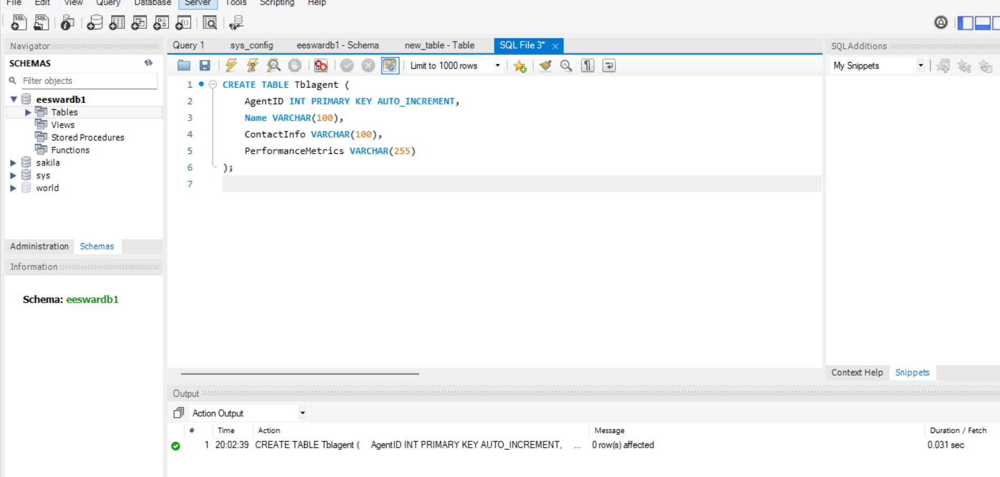 File Edit View Query Database Server Tools Scripting Help
Navigator
SCHEMAS
Filter objects
eeswardb1
Tables
Views
Stored Procedures
Functions
sakila
sys
world
Administration Schemas
Information
Schema: eeswardb1
Query 1 sys_config eeswardb1 - Schema new_table - Table SQL File 3*
Limit to 1000 rows
1 CREATE TABLE Tblagent (
2 AgentID INT PRIMARY KEY AUTO_INCREMENT,
3 Name VARCHAR(100),
4 ContactInfo VARCHAR(100),
5 PerformanceMetrics VARCHAR(255)
6 );
7
SQLAdditions
My Snippets
Context Help Snippets
Output
Action Output
# Time Action Message Duration / Fetch
1 20:02:39 CREATE TABLE Tblagent ( AgentID INT PRIMARY KEY AUTO_INCREMENT, ... 0 row(s) affected 0.031 sec